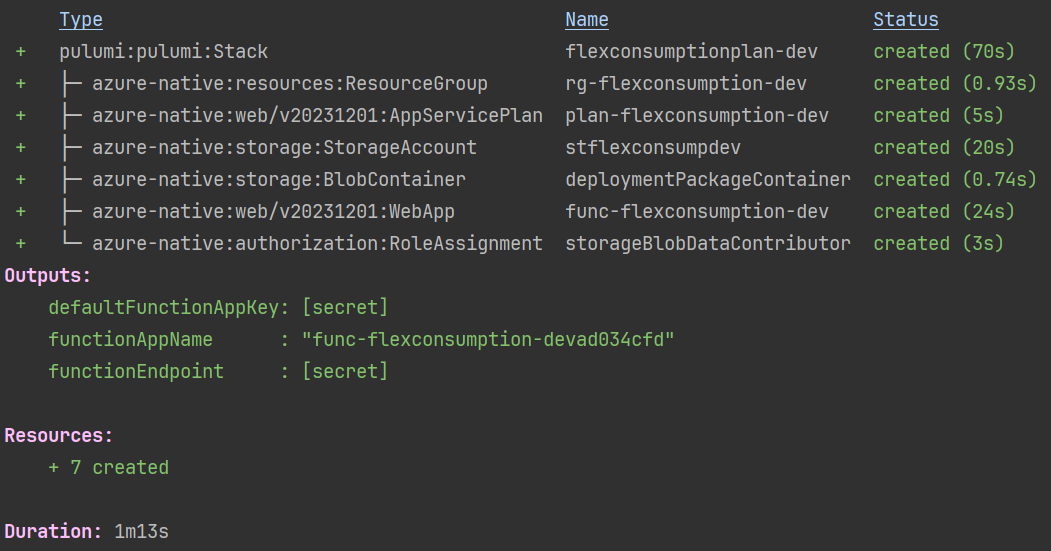 Type Name Status
+ pulumi:pulumi:Stack flexconsumptionplan-dev created (70s)
+ ├─ azure-native:resources:ResourceGroup rg-flexconsumption-dev created (0.93s)
+ ├─ azure-native:web/v20231201:AppServicePlan plan-flexconsumption-dev created (5s)
+ ├─ azure-native:storage:StorageAccount stflexconsumpdev created (20s)
+ ├─ azure-native:storage:BlobContainer deploymentPackageContainer created (0.74s)
+ ├─ azure-native:web/v20231201:WebApp func-flexconsumption-dev created (24s)
+ └─ azure-native:authorization:RoleAssignment storageBlobDataContributor created (3s)
Outputs:
defaultFunctionAppKey: [secret]
functionAppName : "func-flexconsumption-devad034cfd"
functionEndpoint : [secret]
Resources:
+ 7 created
Duration: 1m13s